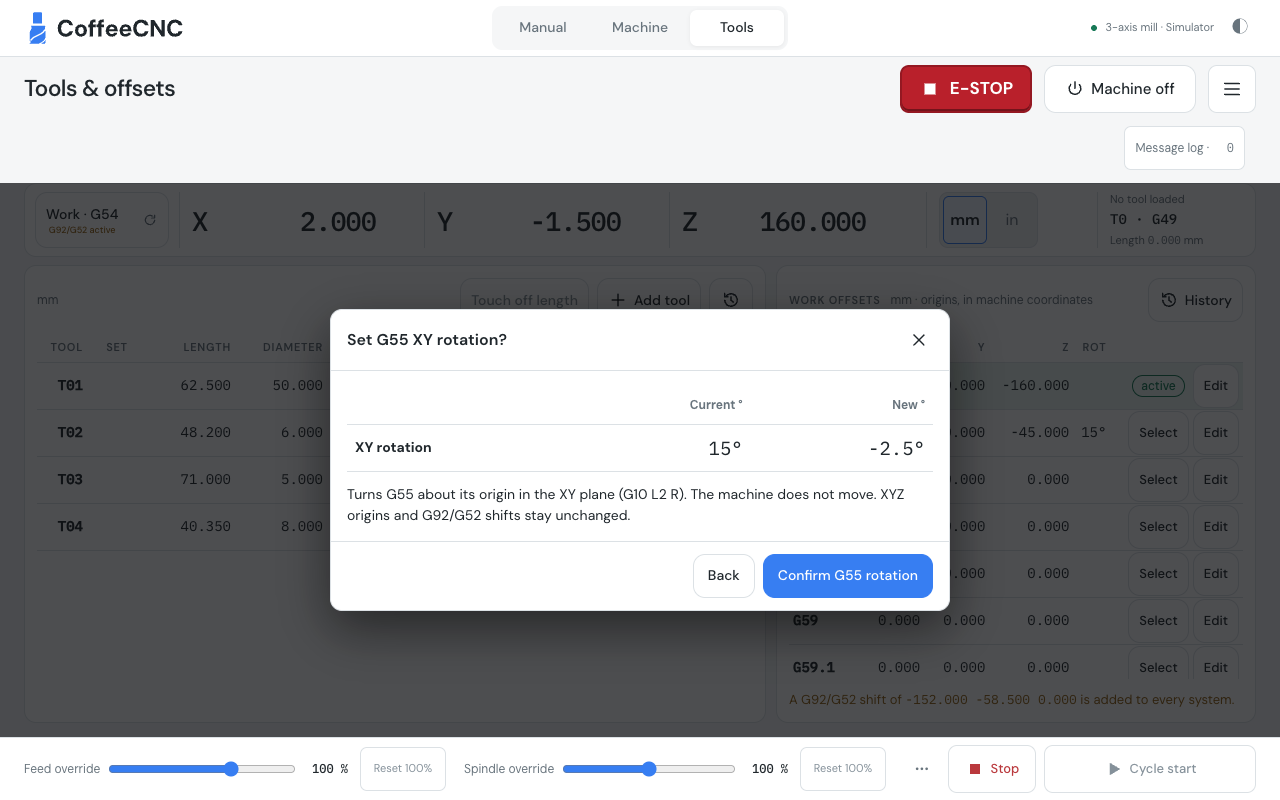 CoffeeCNC
Manual Machine Tools
3-axis mill · Simulator
Tools & offsets
E-STOP
Machine off
Message log · 0
Work · G54
G92/G52 active
X 2.000
Y -1.500
Z 160.000
mm in
No tool loaded
T0 · G49
Length 0.000 mm
mm
Touch off length
Add tool
WORK OFFSETS mm · origins, in machine coordinates
History
TOOL SET LENGTH DIAMETER
Y Z ROT
T01 62.500 50.000
.000 -160.000 active Edit
T02 48.200 6.000
.000 -45.000 15° Select Edit
T03 71.000 5.000
.000 0.000 Select Edit
T04 40.350 8.000
.000 0.000 Select Edit
.000 0.000 Select Edit
G59 0.000 0.000 0.000 Select Edit
G59.1 0.000 0.000 0.000 Select Edit
A G92/G52 shift of -152.000 -58.500 0.000 is added to every system.
Set G55 XY rotation?
Current ° New °
XY rotation 15° -2.5°
Turns G55 about its origin in the XY plane (G10 L2 R). The machine does not move. XYZ
origins and G92/G52 shifts stay unchanged.
Back
Confirm G55 rotation
Feed override 100 % Reset 100%
Spindle override 100 % Reset 100%
···
Stop
Cycle start